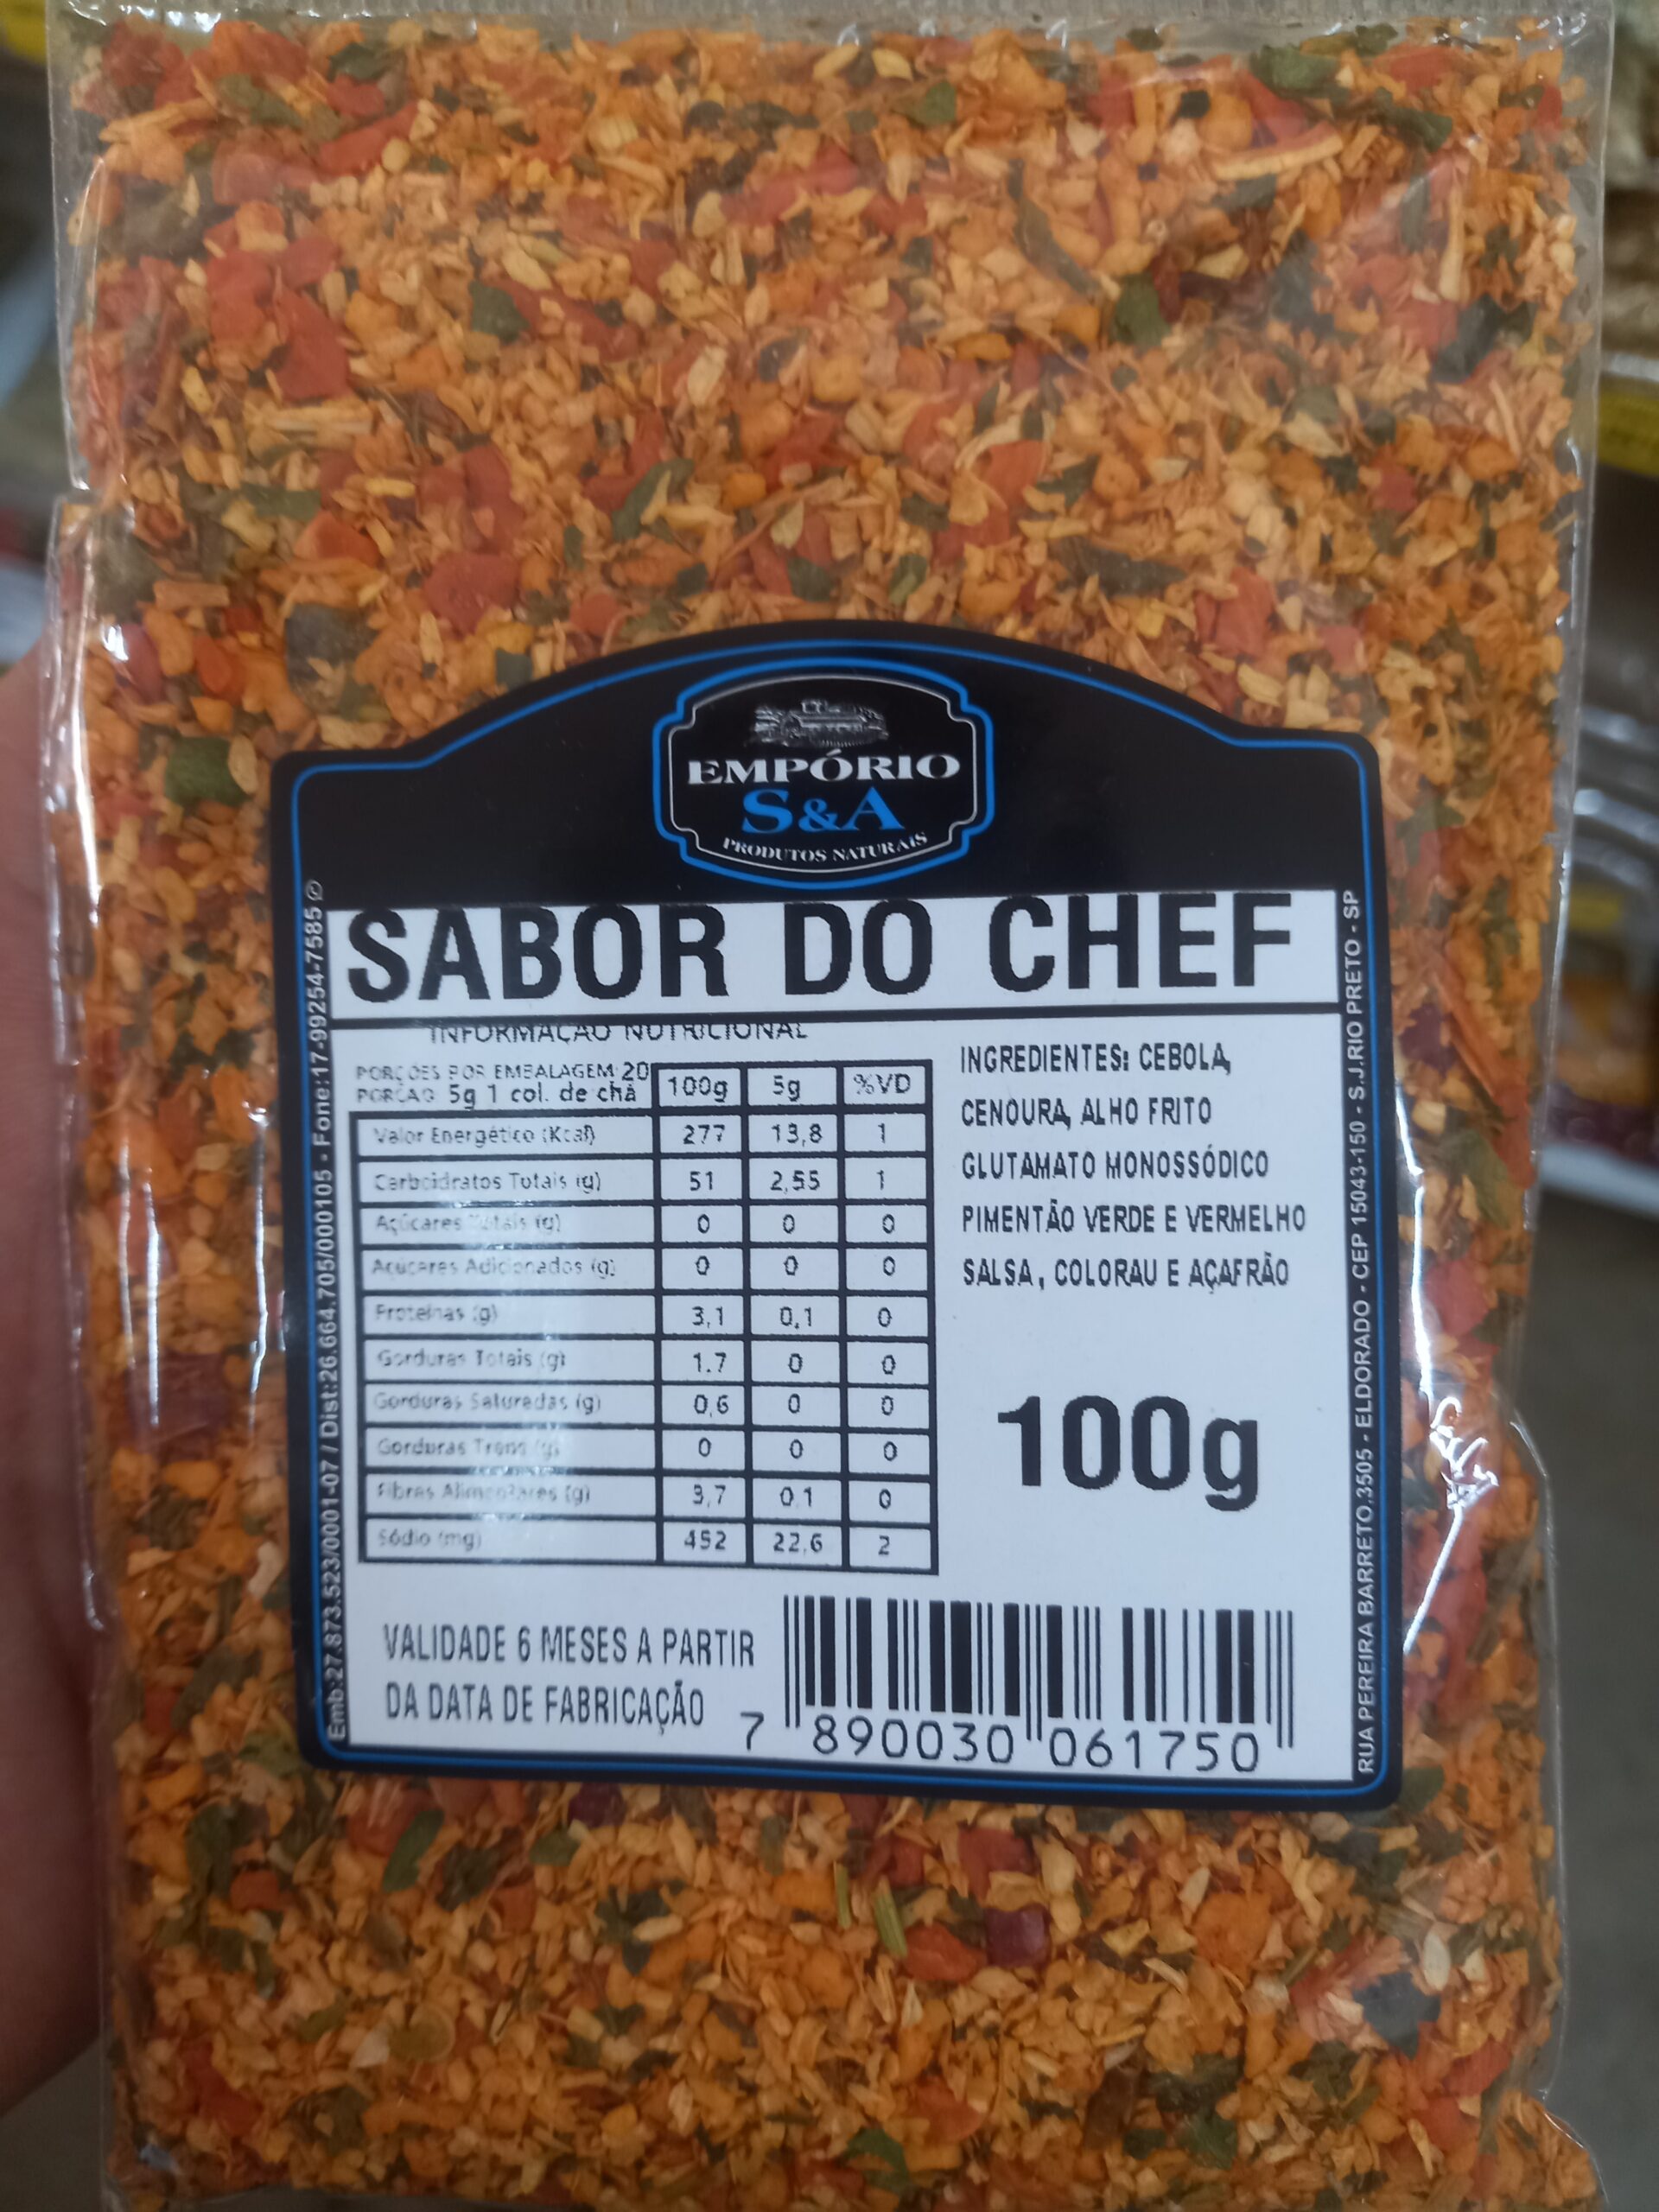 EMPÓRIO
S&A
PRODUTOS NATURAIS
SABOR DO CHEF
INFORMAÇÃO NUTRICIONAL
PORÇOES POR EMBALAGEM: 20
PORÇAO 5g 1 col. de chá
100g 5g %VD
Valor Energético (Kcal) 277 13,8 1
Carboidratos Totais (g) 51 2,55 1
Açúcares Totais (g) 0 0 0
Açúcares Adicionados (g) 0 0 0
Proteínas (g) 3,1 0,1 0
Gorduras Totais (g) 1.7 0 0
Gorduras Saturadas (g) 0,6 0 0
Gorduras Trans (g) 0 0 0
Fibras Alimentares (g) 3,7 0.1 0
Sódio (mg) 452 22,6 2
INGREDIENTES: CEBOLA,
CENOURA, ALHO FRITO
GLUTAMATO MONOSSÓDICO
PIMENTÃO VERDE E VERMELHO
SALSA, COLORAU E AÇAFRÃO
100g
VALIDADE 6 MESES A PARTIR
DA DATA DE FABRICAÇÃO
7 890030 061750
Emb:27.873.523/0001-07 / Dist:26.664.705/000105 - Fone:17-99254-7585
RUA PEREIRA BARRETO,3505 - ELDORADO - CEP 15043-150 - S.J.RIO PRETO - SP